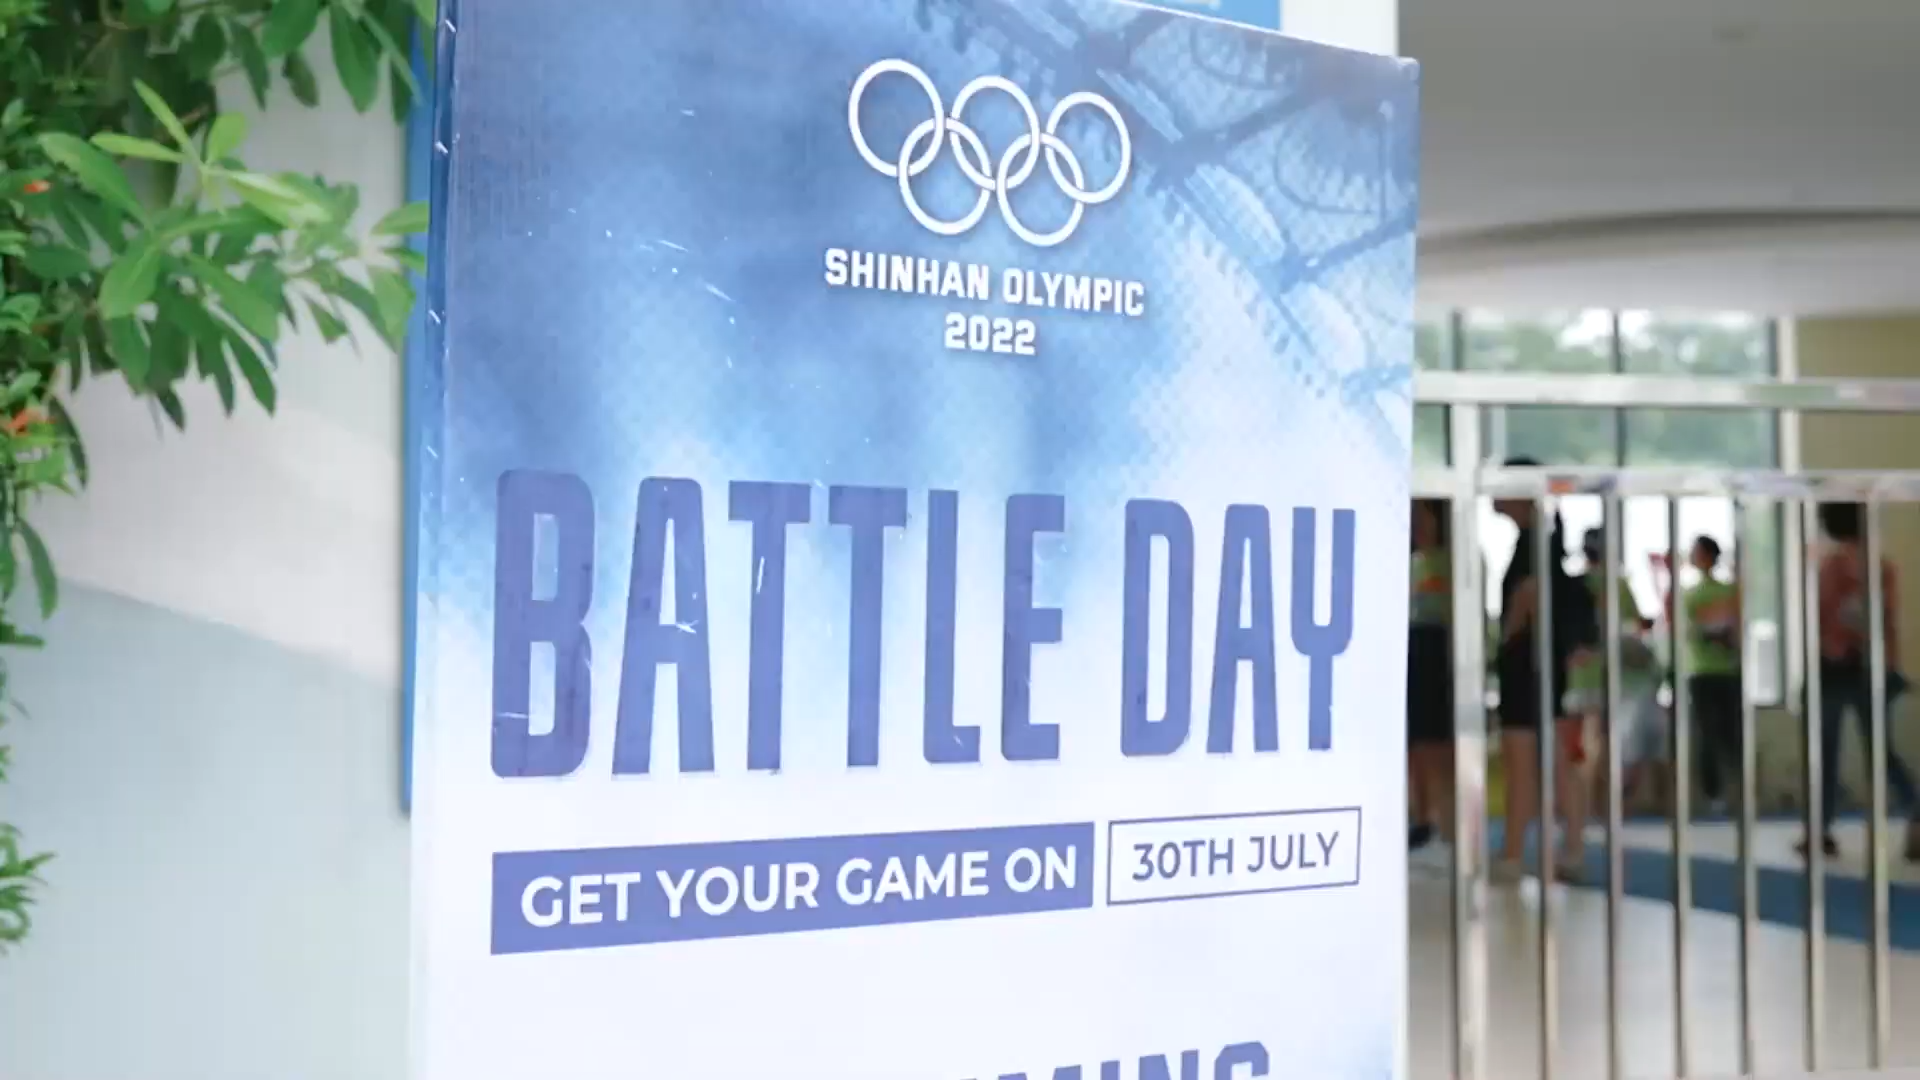 SHINHAN OLYMPIC
2022
BATTLE DAY
GET YOUR GAME ON
30TH JULY